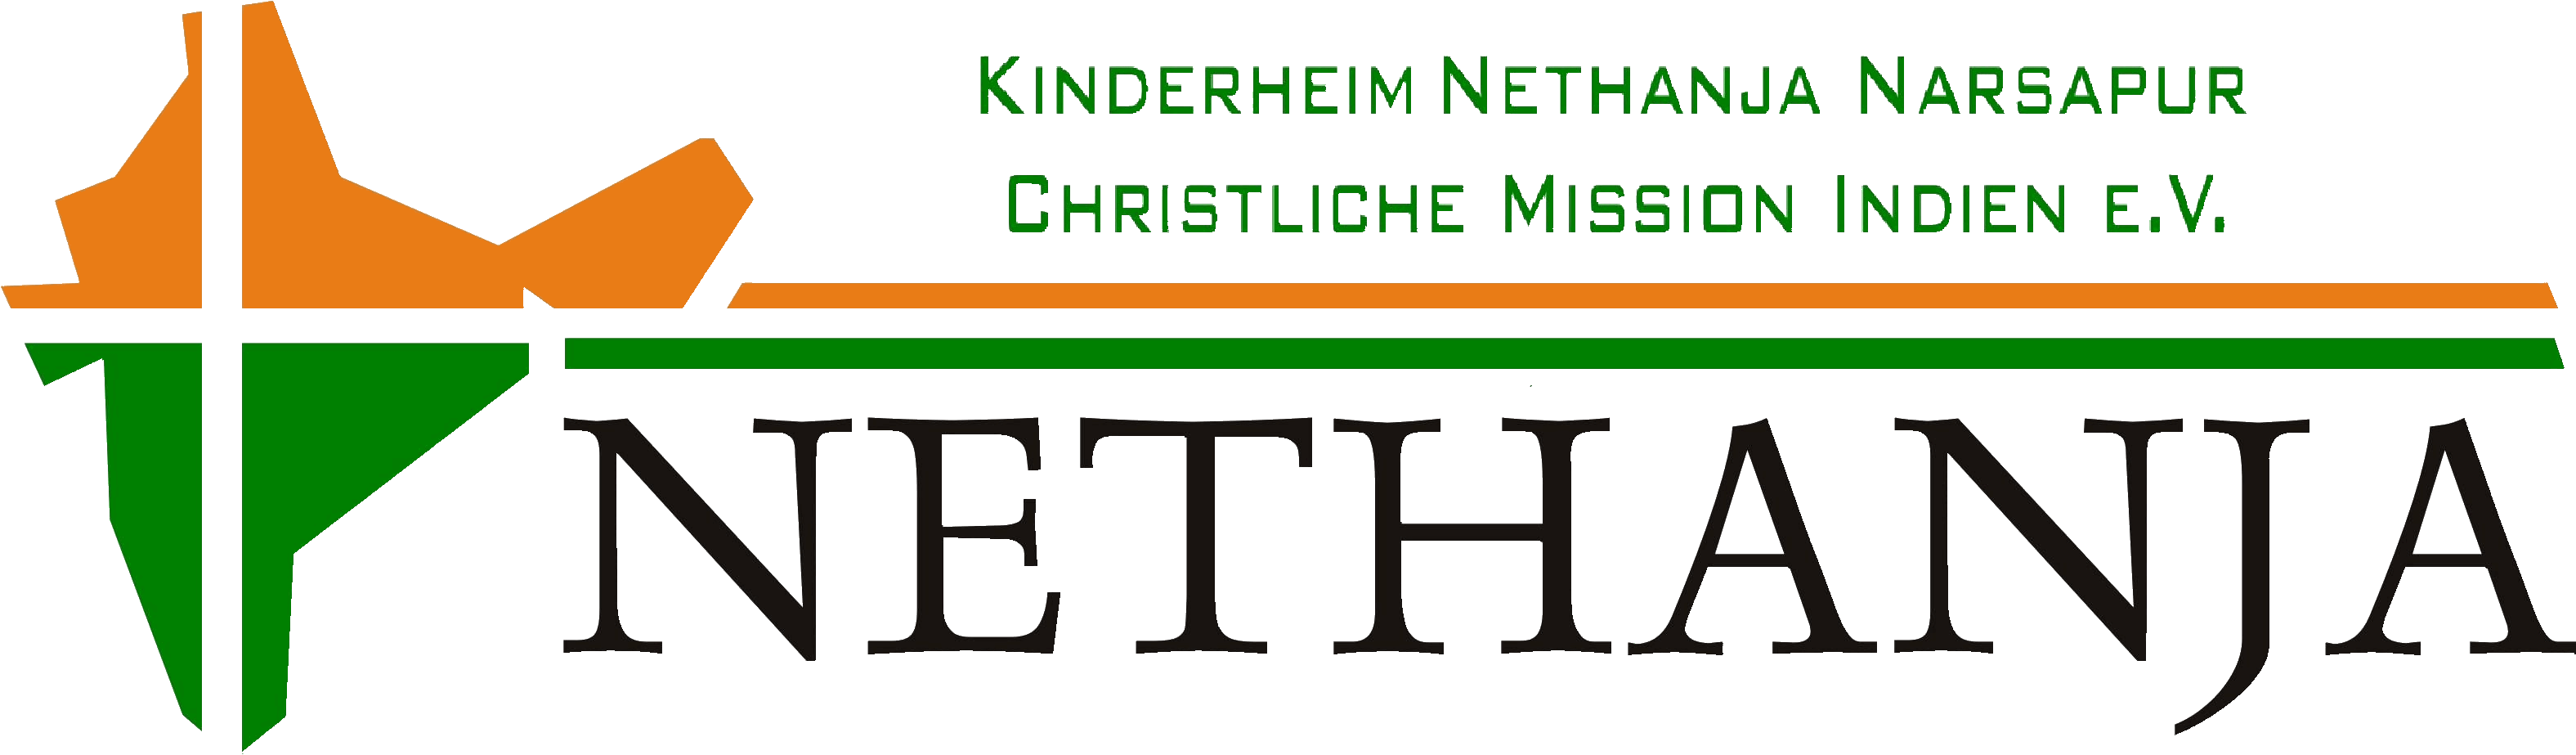 KINDERHEIM NETHANJA NARSAPUR
CHRISTLICHE MISSION INDIEN E.V.
NETHANJA